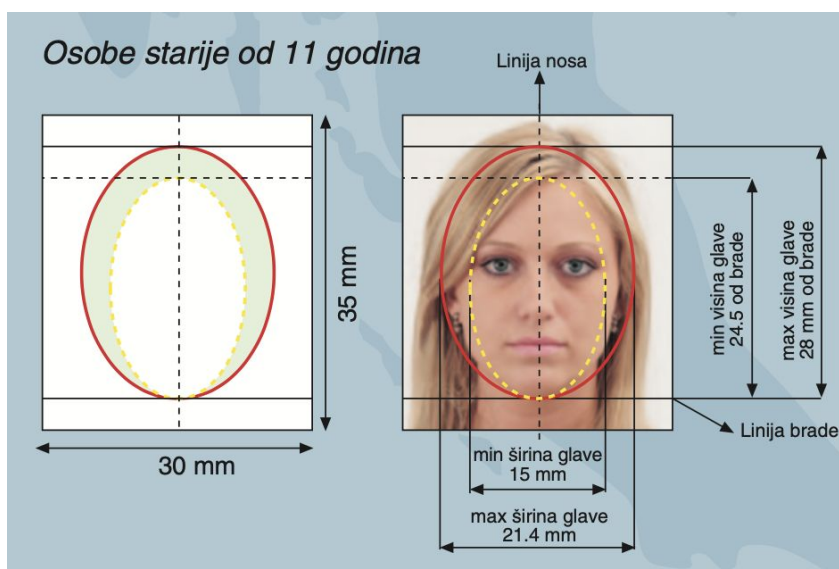 Osobe starije od 11 godina
Linija nosa
35 mm
30 mm
min visina glave
24.5 od brade
max visina glave
28 mm od brade
Linija brade
min širina glave
15 mm
max širina glave
21.4 mm